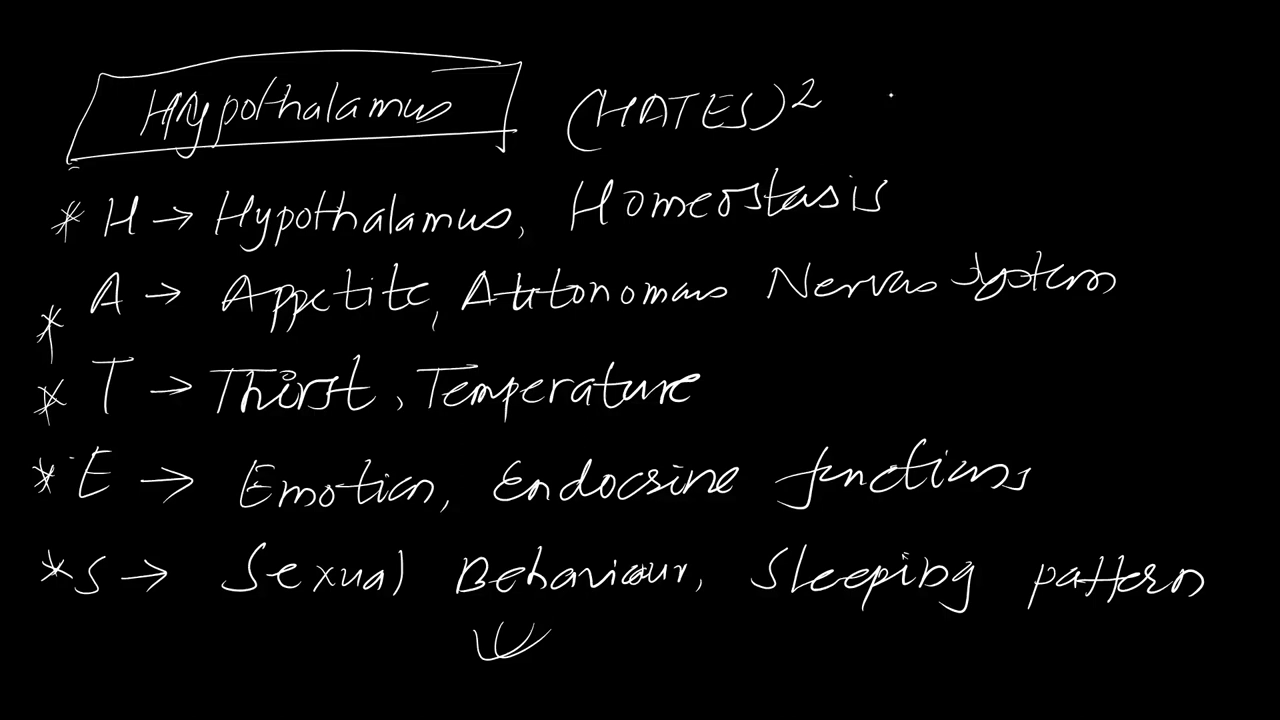 Hypothalamus (HATES)²
* H → Hypothalamus, Homeostasis
* A → Appetite, Autonomous Nervous system
* T → Thirst, Temperature
* E → Emotion, Endocrine functions
* S → Sexual Behaviour, Sleeping pattern